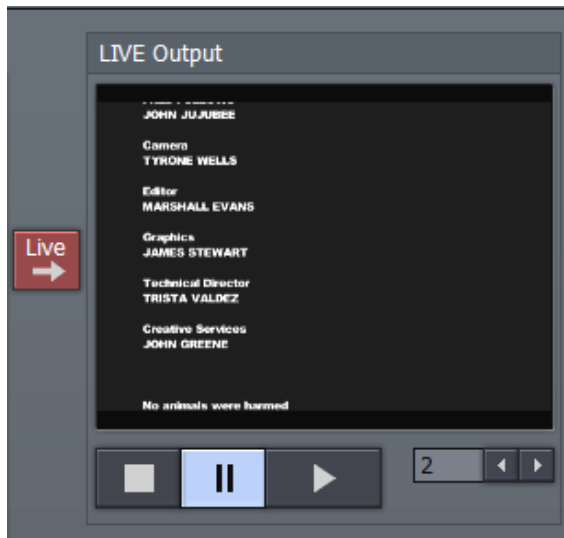 LIVE Output
JOHN JUJUBEE
Camera
TYRONE WELLS
Editor
MARSHALL EVANS
Graphics
JAMES STEWART
Technical Director
TRISTA VALDEZ
Creative Services
JOHN GREENE
No animals were harmed
Live
2